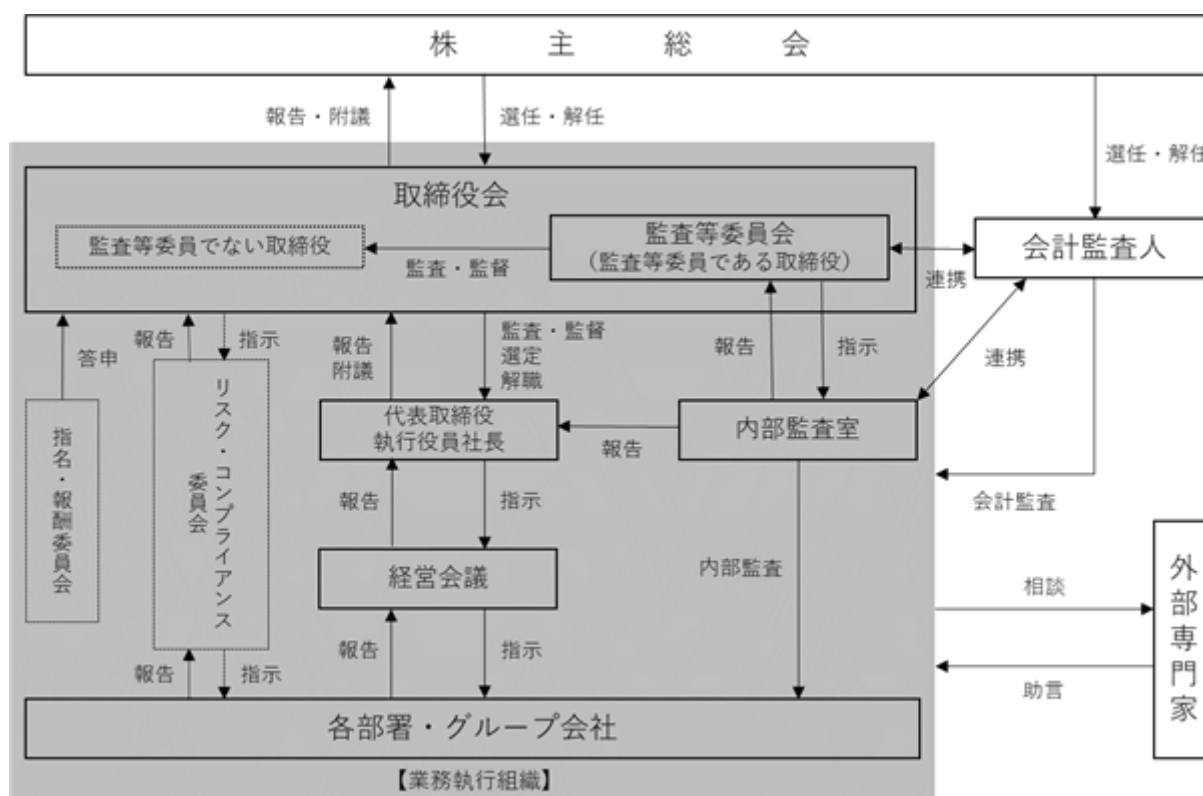 株主総会
報告・附議
選任・解任
選任・解任
取締役会
監査等委員でない取締役
監査・監督
監査等委員会
(監査等委員である取締役)
連携
会計監査人
答申
報告
指示
報告
附議
監査・監督
選定
解職
報告
指示
連携
指名・報酬委員会
リスク・コンプライアンス
委員会
代表取締役
執行役員社長
報告
内部監査室
報告
指示
会計監査
経営会議
内部監査
相談
外部専門家
報告
指示
報告
指示
助言
各部署・グループ会社
【業務執行組織】